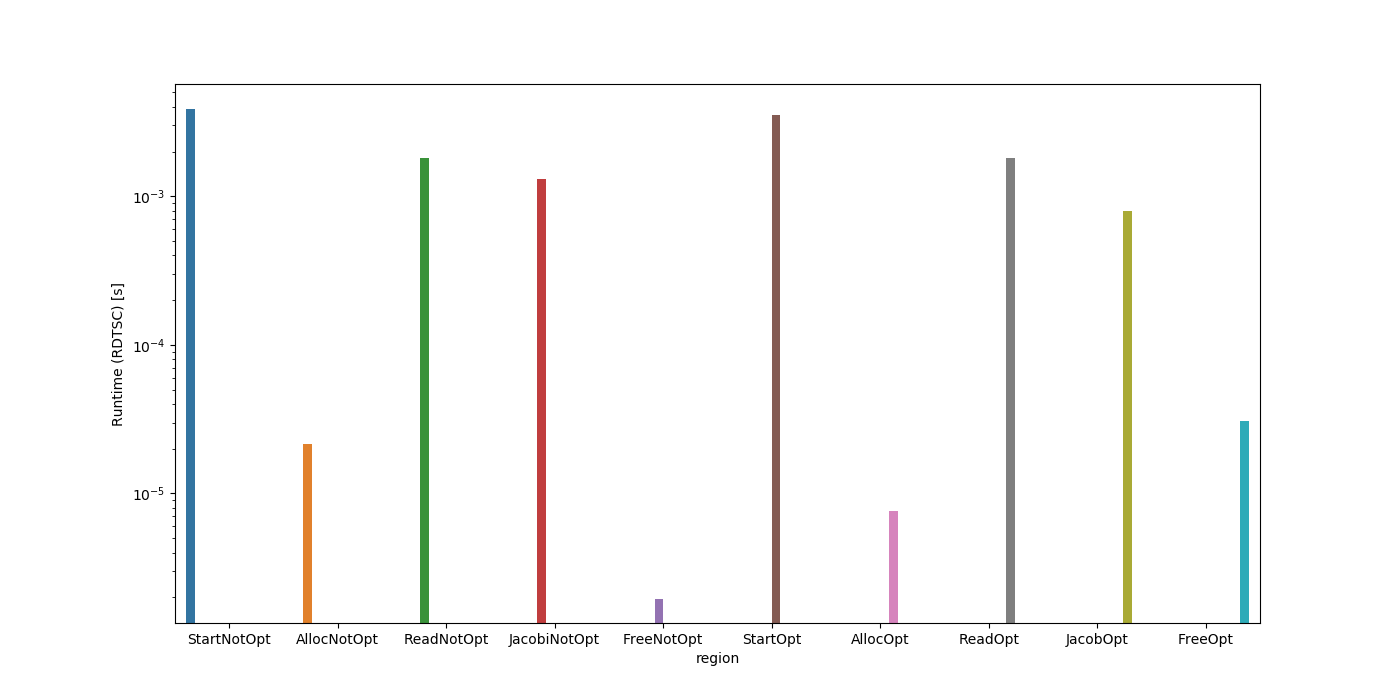 10⁻³
10⁻⁴
10⁻⁵
Runtime (RDTSC) [s]
StartNotOpt AllocNotOpt ReadNotOpt JacobiNotOpt FreeNotOpt StartOpt AllocOpt ReadOpt JacobOpt FreeOpt
region